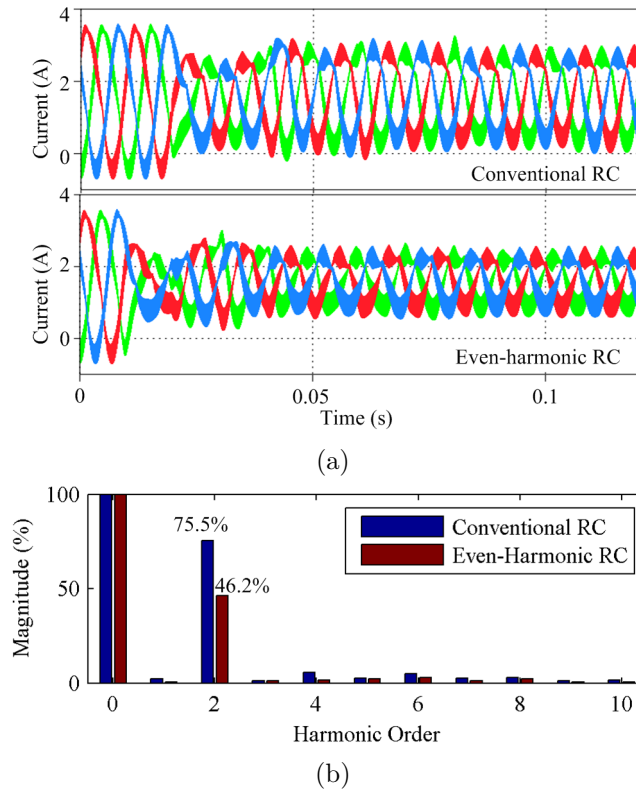 4
2
0
Current (A)
Conventional RC
4
2
0
Current (A)
Even-harmonic RC
0
0.05
0.1
Time (s)
(a)
100
50
0
Magnitude (%)
75.5%
46.2%
Conventional RC
Even-Harmonic RC
0
2
4
6
8
10
Harmonic Order
(b)